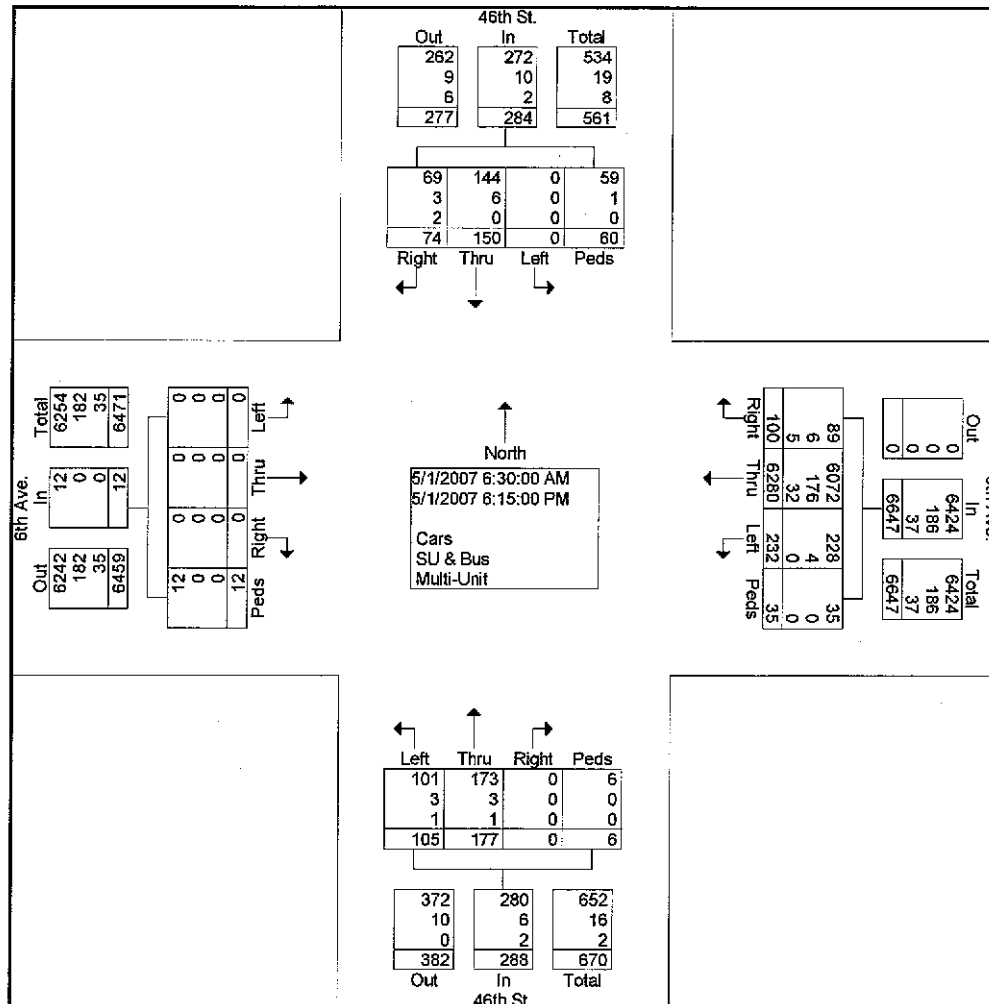 46th St.
Out In Total
262 272 534
9 10 19
6 2 8
277 284 561
69 144 0 59
3 6 0 1
2 0 0 0
74 150 0 60
Right Thru Left Peds
6th Ave.
Total In Out
6254 12 6242
182 0 182
35 0 35
6471 12 6459
Left Thru Right Peds
0 0 0 12
0 0 0 0
0 0 0 0
0 0 0 12
North
5/1/2007 6:30:00 AM
5/1/2007 6:15:00 PM
Cars
SU & Bus
Multi-Unit
Right Thru Left Peds
89 6072 228 35
6 176 4 0
5 32 0 0
100 6280 232 35
Out In Total
0 6424 6424
0 186 186
0 37 37
0 6647 6647
Left Thru Right Peds
101 173 0 6
3 3 0 0
1 1 0 0
105 177 0 6
372 280 652
10 6 16
0 2 2
382 288 670
Out In Total
46th St.